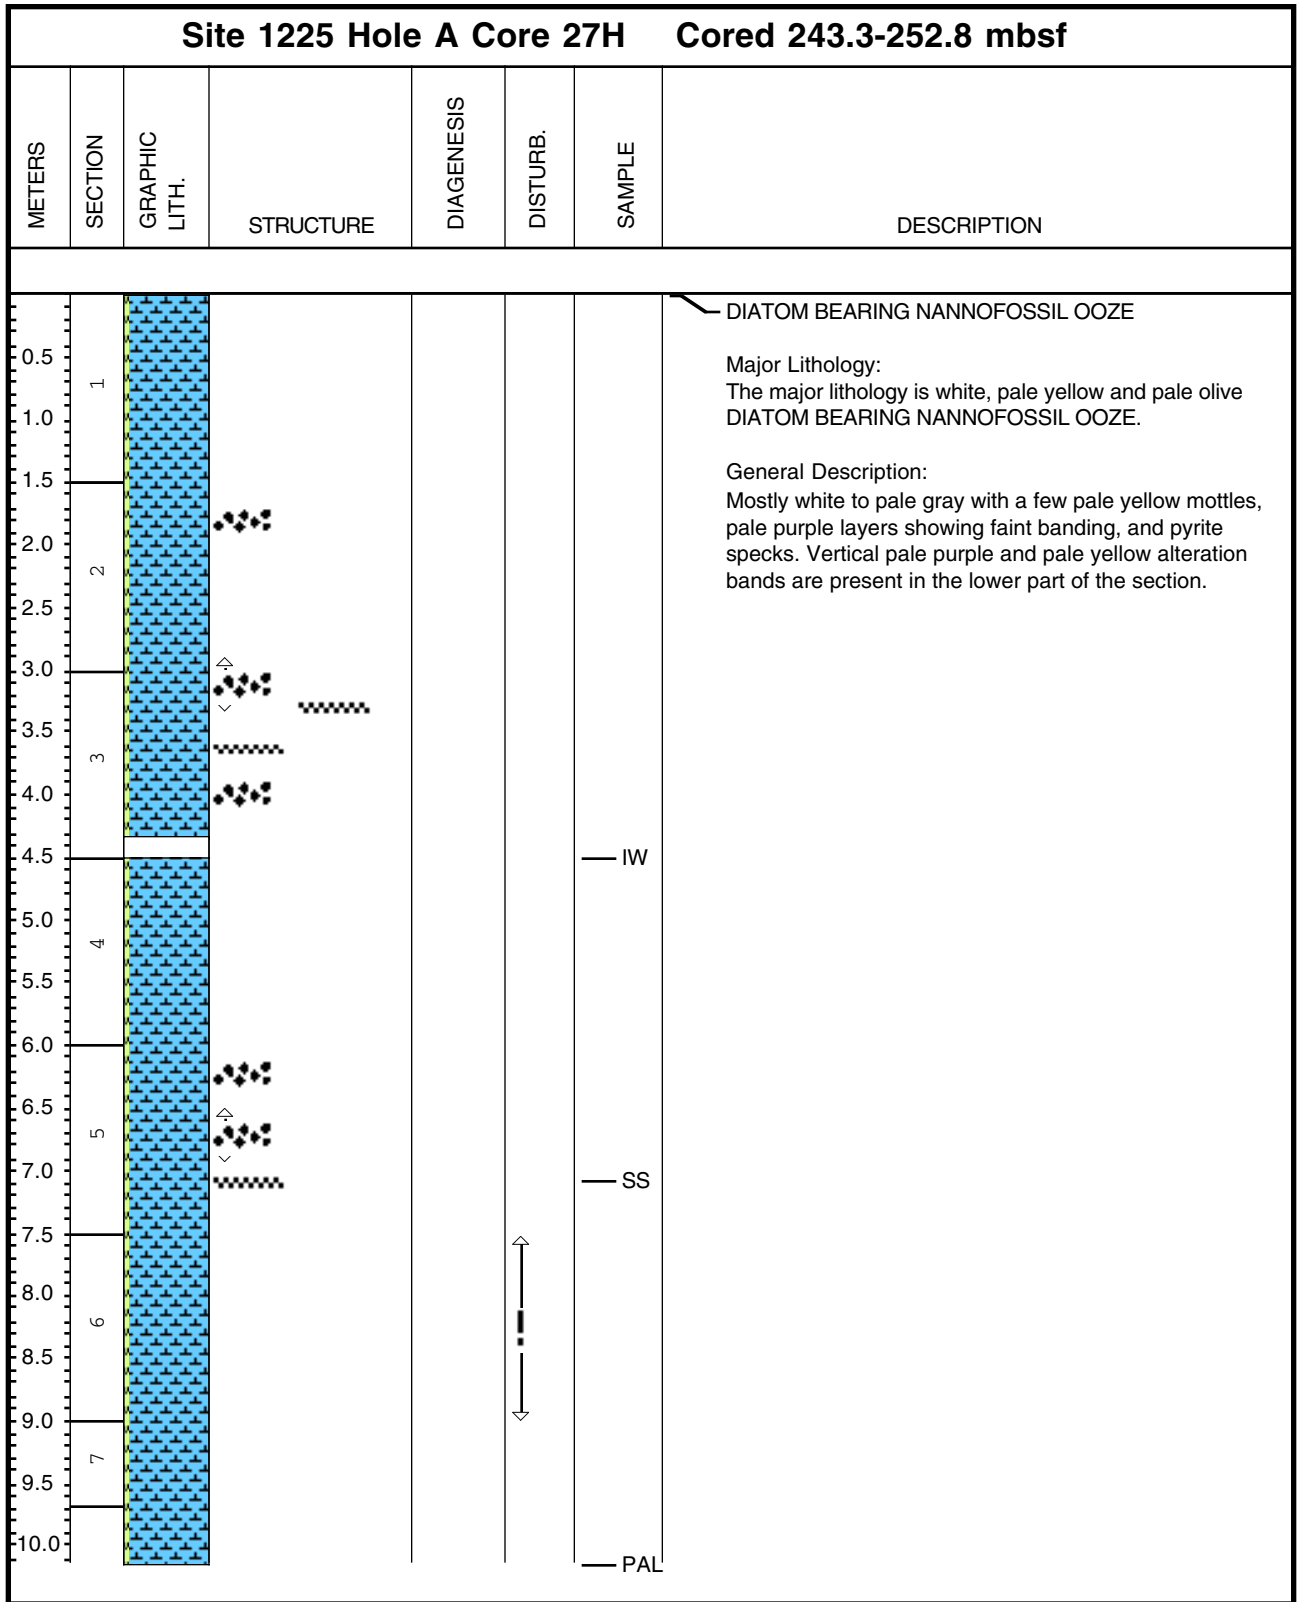 Site 1225 Hole A Core 27H Cored 243.3-252.8 mbsf
METERS
SECTION
GRAPHIC
LITH.
STRUCTURE
DIAGENESIS
DISTURB.
SAMPLE
DESCRIPTION
DIATOM BEARING NANNOFOSSIL OOZE
Major Lithology:
The major lithology is white, pale yellow and pale olive
DIATOM BEARING NANNOFOSSIL OOZE.
General Description:
Mostly white to pale gray with a few pale yellow mottles,
pale purple layers showing faint banding, and pyrite
specks. Vertical pale purple and pale yellow alteration
bands are present in the lower part of the section.
0.5
1
1.0
1.5
2.0
2
2.5
3.0
3.5
3
4.0
4.5
IW
5.0
4
5.5
6.0
6.5
5
7.0
SS
7.5
8.0
6
8.5
9.0
7
9.5
10.0
PAL